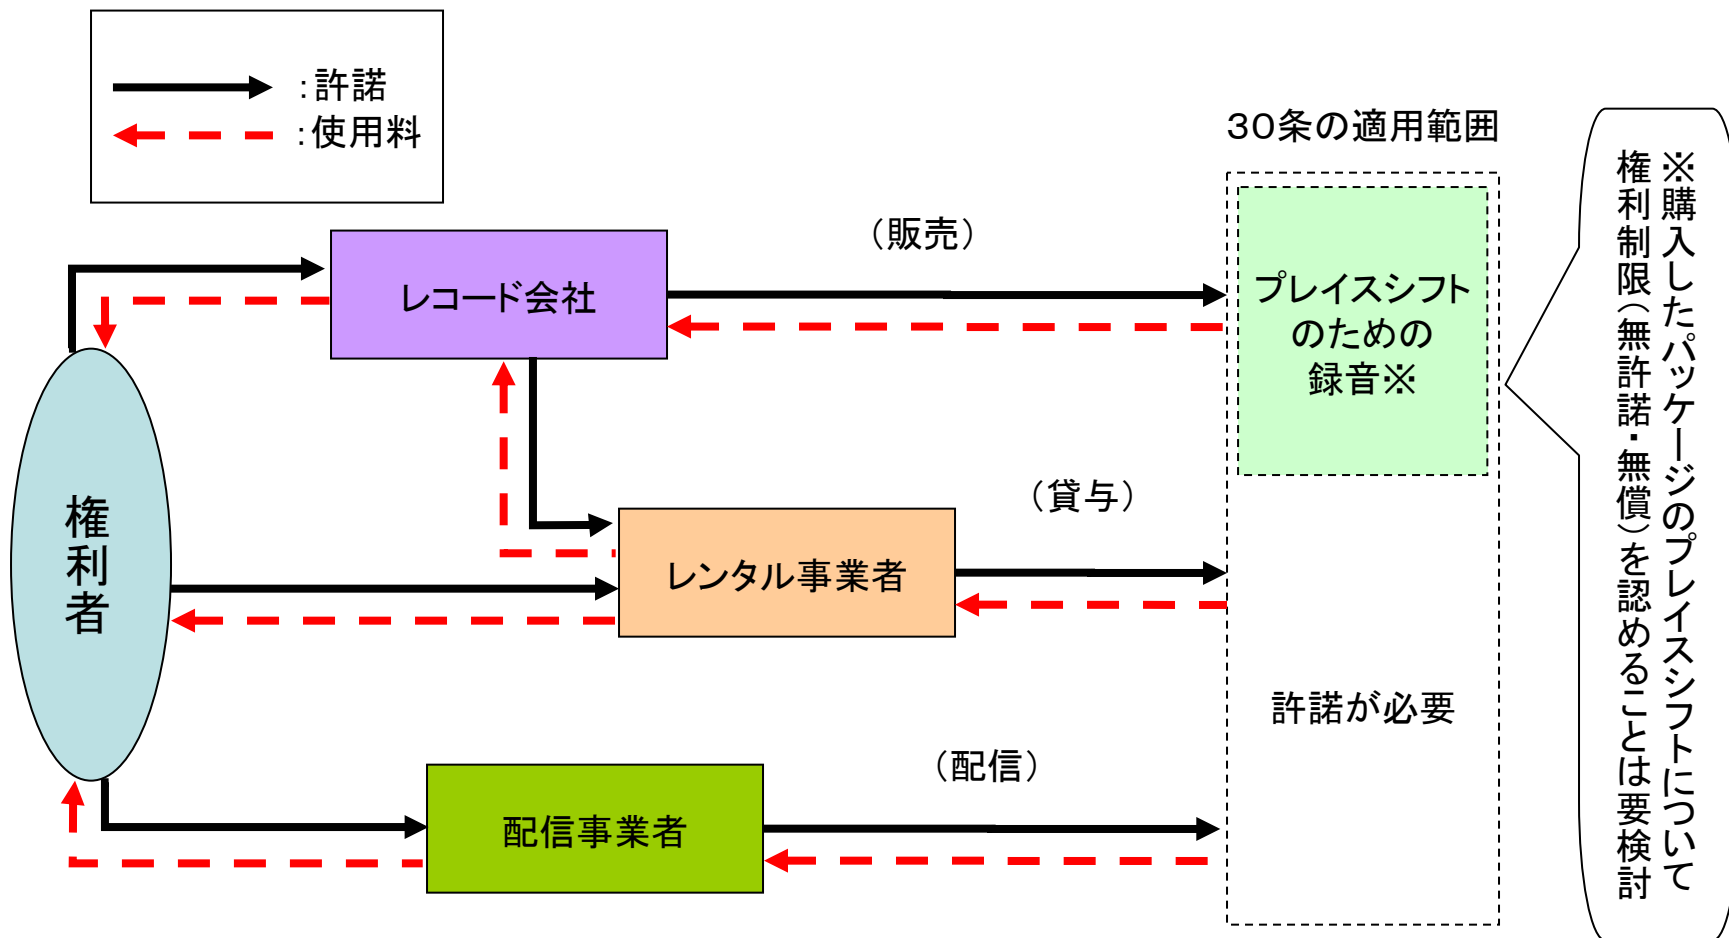 ：許諾
：使用料
30条の適用範囲
（販売）
レコード会社
プレイスシフト
のための
録音※
権利者
（貸与）
レンタル事業者
許諾が必要
（配信）
配信事業者
※購入したパッケージのプレイスシフトについて
権利制限（無許諾・無償）を認めることは要検討